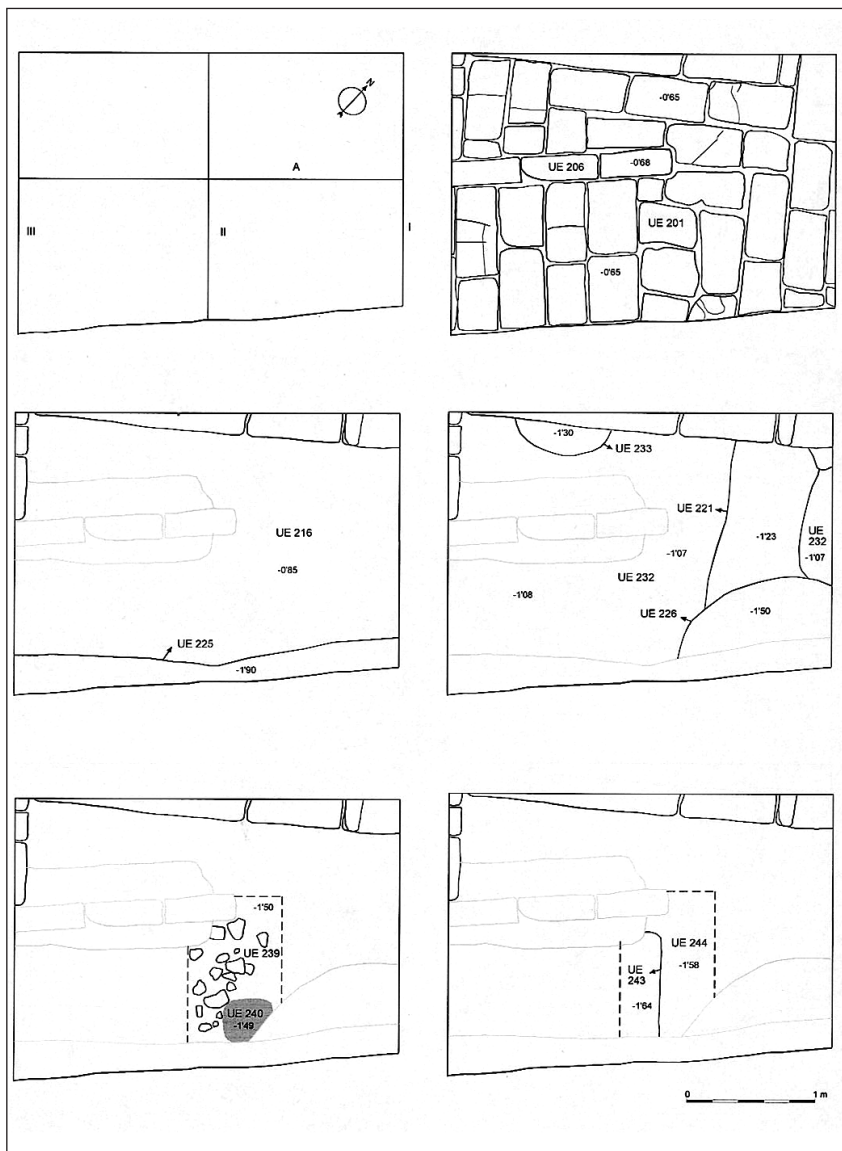 N
A
III
II
I
-0'65
UE 206
-0'68
UE 201
-0'65
UE 216
-0'85
UE 225
-1'90
-1'30
UE 233
UE 221
-1'23
UE
232
-1'07
-1'07
UE 232
-1'08
UE 226
-1'50
-1'50
UE 239
UE 240
-1'49
UE 244
UE
243
-1'58
-1'64
0
1 m